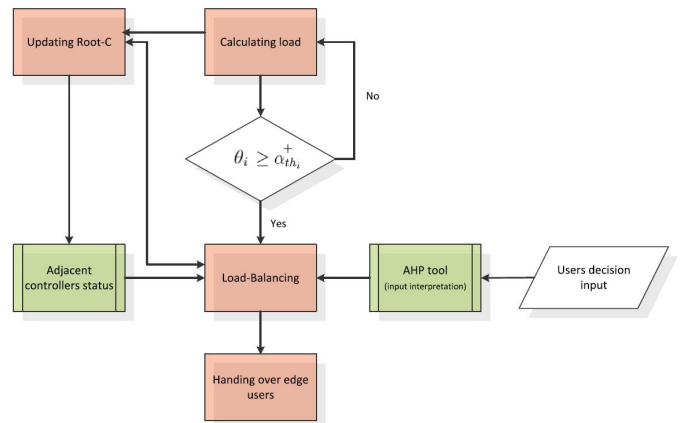 Updating Root-C
Calculating load
No
θ_i ≥ α^+_{th_i}
Yes
Adjacent
controllers status
Load-Balancing
AHP tool
(input interpretation)
Users decision
input
Handing over edge
users